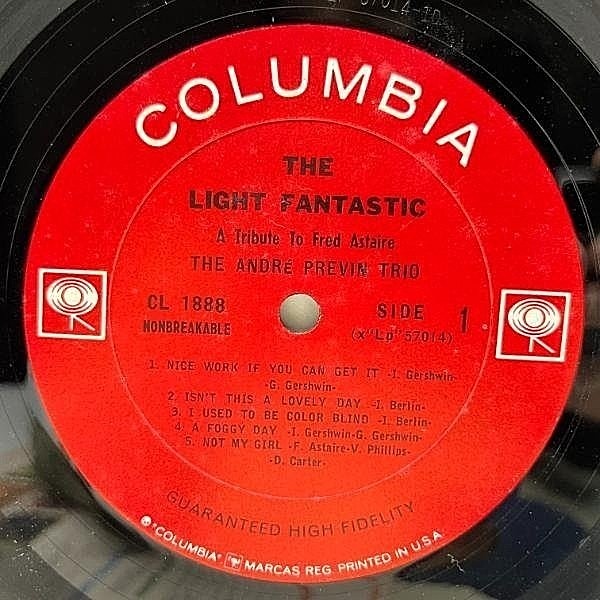 COLUMBIA
THE
LIGHT FANTASTIC
A Tribute To Fred Astaire
THE ANDRÉ PREVIN TRIO
CL 1888
NONBREAKABLE
SIDE 1
(x"Lp" 57014)
1. NICE WORK IF YOU CAN GET IT -I. Gershwin-
-G. Gershwin-
2. ISN'T THIS A LOVELY DAY -I. Berlin-
3. I USED TO BE COLOR BLIND -I. Berlin-
4. A FOGGY DAY -I. Gershwin-G. Gershwin-
5. NOT MY GIRL -F. Astaire-V. Phillips-
-D. Carter-
GUARANTEED HIGH FIDELITY
® "COLUMBIA" MARCAS REG. PRINTED IN U.S.A.